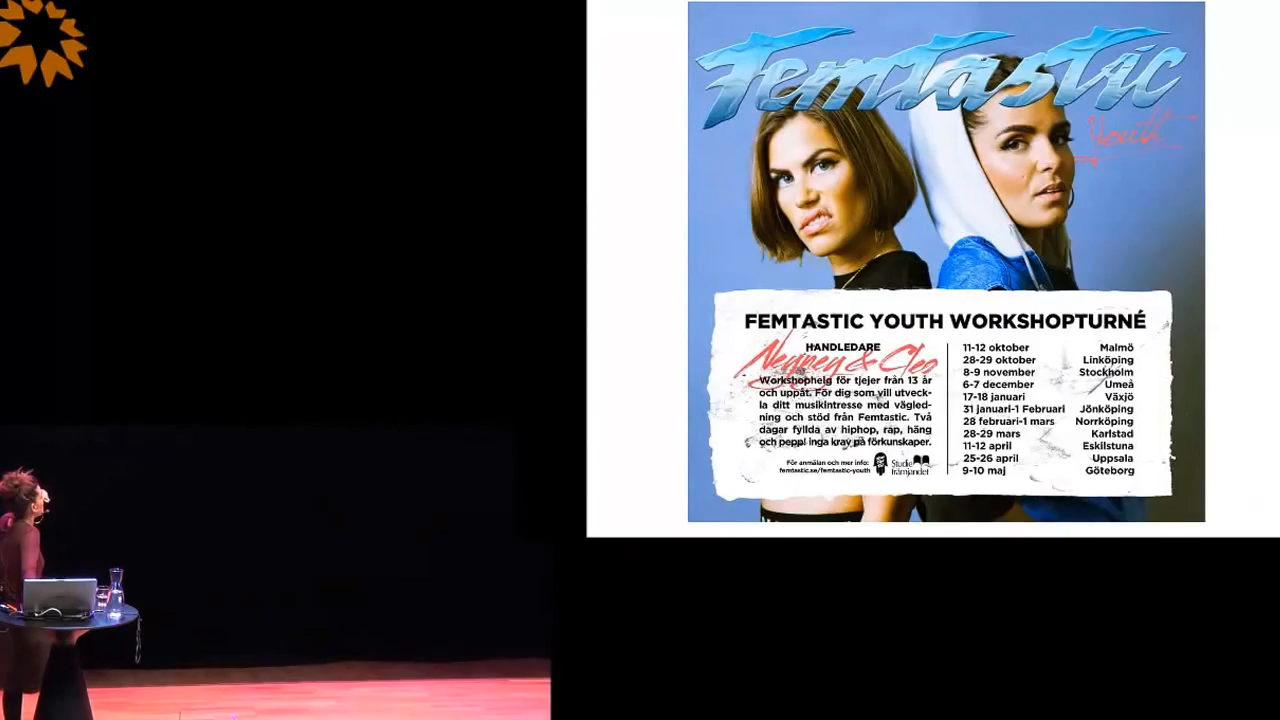 Femtastic
Youth
FEMTASTIC YOUTH WORKSHOPTURNÉ
HANDLEDARE
Neyney & Cleo
Workshophelg för tjejer från 13 år
och uppåt. För dig som vill utveck-
la ditt musikintresse med vägled-
ning och stöd från Femtastic. Två
dagar fyllda av hiphop, rap, häng
och pepp! Inga krav på förkunskaper.
För anmälan och mer info:
femtastic.se/femtastic-youth
Studie
främjandet
11-12 oktober Malmö
28-29 oktober Linköping
8-9 november Stockholm
6-7 december Umeå
17-18 januari Växjö
31 januari-1 Februari Jönköping
28 februari-1 mars Norrköping
28-29 mars Karlstad
11-12 april Eskilstuna
25-26 april Uppsala
9-10 maj Göteborg